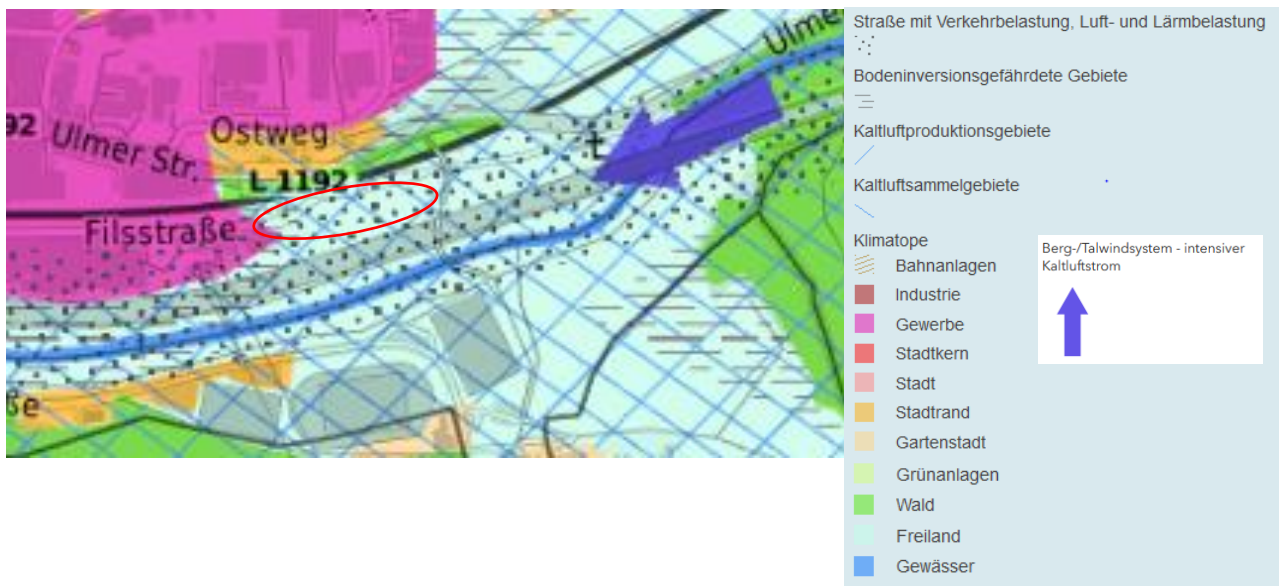 Ulme
92 Ulmer Str.
Ostweg
L 1192
Filsstraße
t
ße
Straße mit Verkehrbelastung, Luft- und Lärmbelastung
Bodeninversionsgefährdete Gebiete
Kaltluftproduktionsgebiete
Kaltluftsammelgebiete
Klimatope
Bahnanlagen
Industrie
Gewerbe
Stadtkern
Stadt
Stadtrand
Gartenstadt
Grünanlagen
Wald
Freiland
Gewässer
Berg-/Talwindsystem - intensiver
Kaltluftstrom